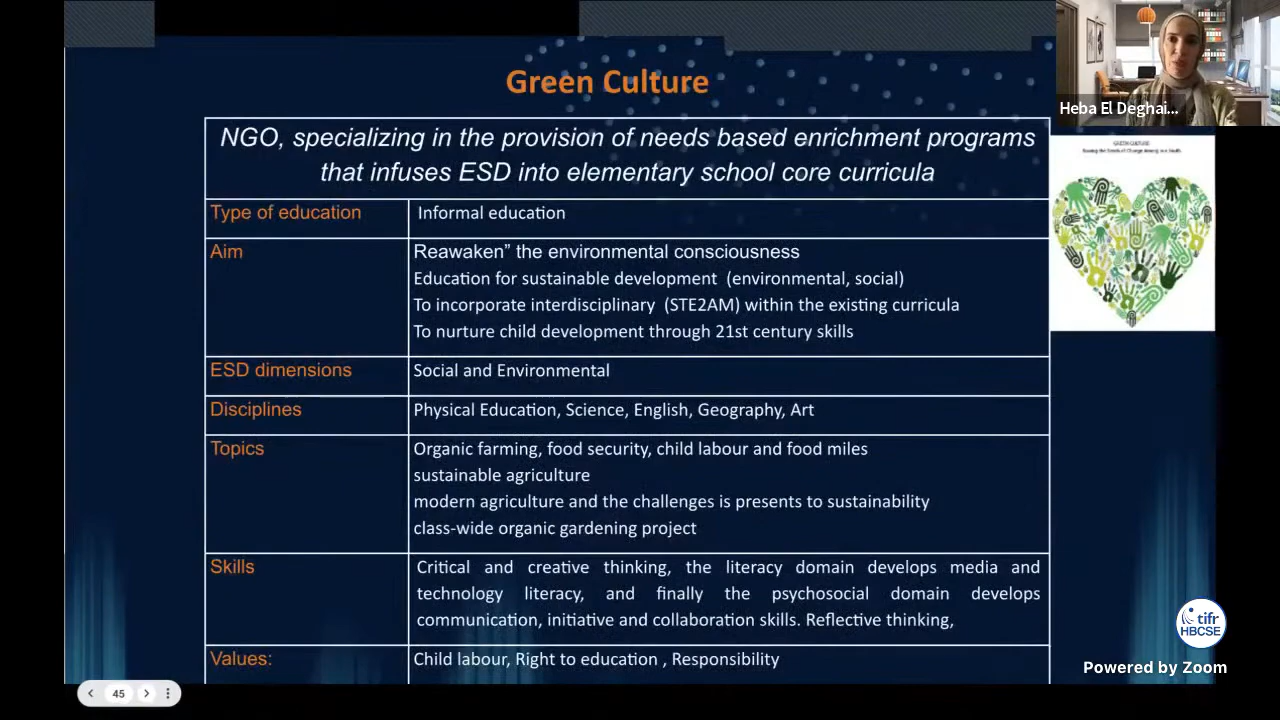 Green Culture
Heba El Deghai...
NGO, specializing in the provision of needs based enrichment programs
that infuses ESD into elementary school core curricula
GREEN CULTURE
Type of education
Informal education
Aim
Reawaken” the environmental consciousness
Education for sustainable development (environmental, social)
To incorporate interdisciplinary (STE2AM) within the existing curricula
To nurture child development through 21st century skills
ESD dimensions
Social and Environmental
Disciplines
Physical Education, Science, English, Geography, Art
Topics
Organic farming, food security, child labour and food miles
sustainable agriculture
modern agriculture and the challenges is presents to sustainability
class-wide organic gardening project
Skills
Critical and creative thinking, the literacy domain develops media and
technology literacy, and finally the psychosocial domain develops
communication, initiative and collaboration skills. Reflective thinking,
Values:
Child labour, Right to education , Responsibility
tifr
HBCSE
Powered by Zoom
45